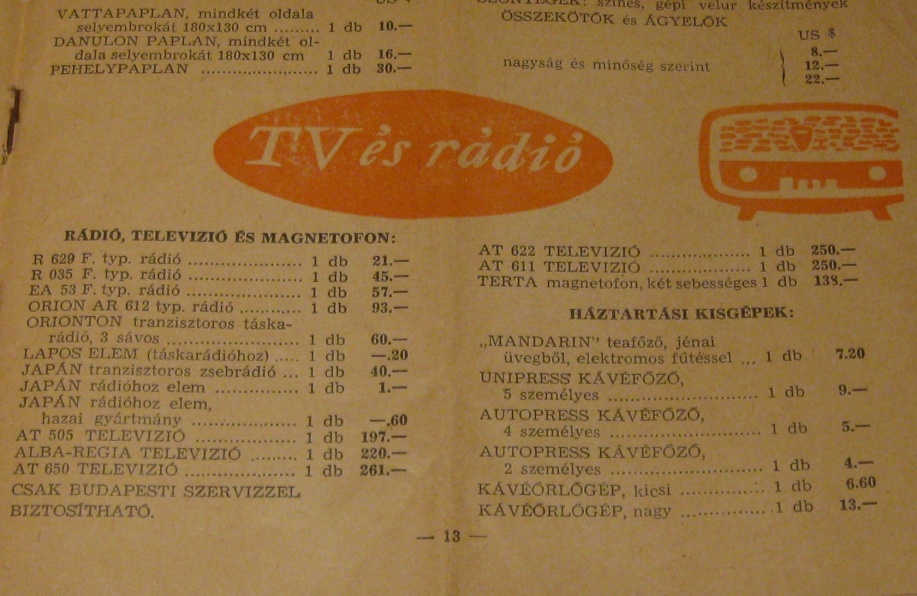 US $
VATTAPAPLAN, mindkét oldala
selyembrokát 180x130 cm ........ 1 db 10.—
DANULON PAPLAN, mindkét ol-
dala selyembrokát 180x130 cm 1 db 16.—
PEHELYPAPLAN .................... 1 db 30.—
színes, gépi velur készítmények
ÖSSZEKÖTŐK és ÁGYELŐK
US $
8.—
nagyság és minőség szerint 12.—
22.—
TV és rádió
RÁDIÓ, TELEVIZIÓ ÉS MAGNETOFON:
R 629 F. typ. rádió .................... 1 db 21.—
R 035 F. typ. rádió .................... 1 db 45.—
EA 53 F. typ. rádió .................... 1 db 57.—
ORION AR 612 typ. rádió ........... 1 db 93.—
ORIONTON tranzisztoros táska-
rádió, 3 sávos ........................ 1 db 60.—
LAPOS ELEM (táskarádióhoz) ..... 1 db —.20
JAPÁN tranzisztoros zsebrádió ... 1 db 40.—
JAPÁN rádióhoz elem ................ 1 db 1.—
JAPÁN rádióhoz elem,
hazai gyártmány ..................... 1 db —.60
AT 505 TELEVIZIÓ .................... 1 db 197.—
ALBA-REGIA TELEVIZIÓ ......... 1 db 220.—
AT 650 TELEVIZIÓ .................... 1 db 261.—
CSAK BUDAPESTI SZERVIZZEL
BIZTOSÍTHATÓ.
AT 622 TELEVIZIÓ .................... 1 db 250.—
AT 611 TELEVIZIÓ .................... 1 db 250.—
TERTA magnetofon, két sebességes 1 db 138.—
HÁZTARTÁSI KISGÉPEK:
„MANDARIN” teafőző, jénai
üvegből, elektromos fűtéssel ... 1 db 7.20
UNIPRESS KÁVÉFŐZŐ,
5 személyes ........................... 1 db 9.—
AUTOPRESS KÁVÉFŐZŐ,
4 személyes ........................... 1 db 5.—
AUTOPRESS KÁVÉFŐZŐ,
2 személyes ........................... 1 db 4.—
KÁVÉŐRLŐGÉP, kicsi ............... 1 db 6.60
KÁVÉŐRLŐGÉP, nagy ............... 1 db 13.—
— 13 —